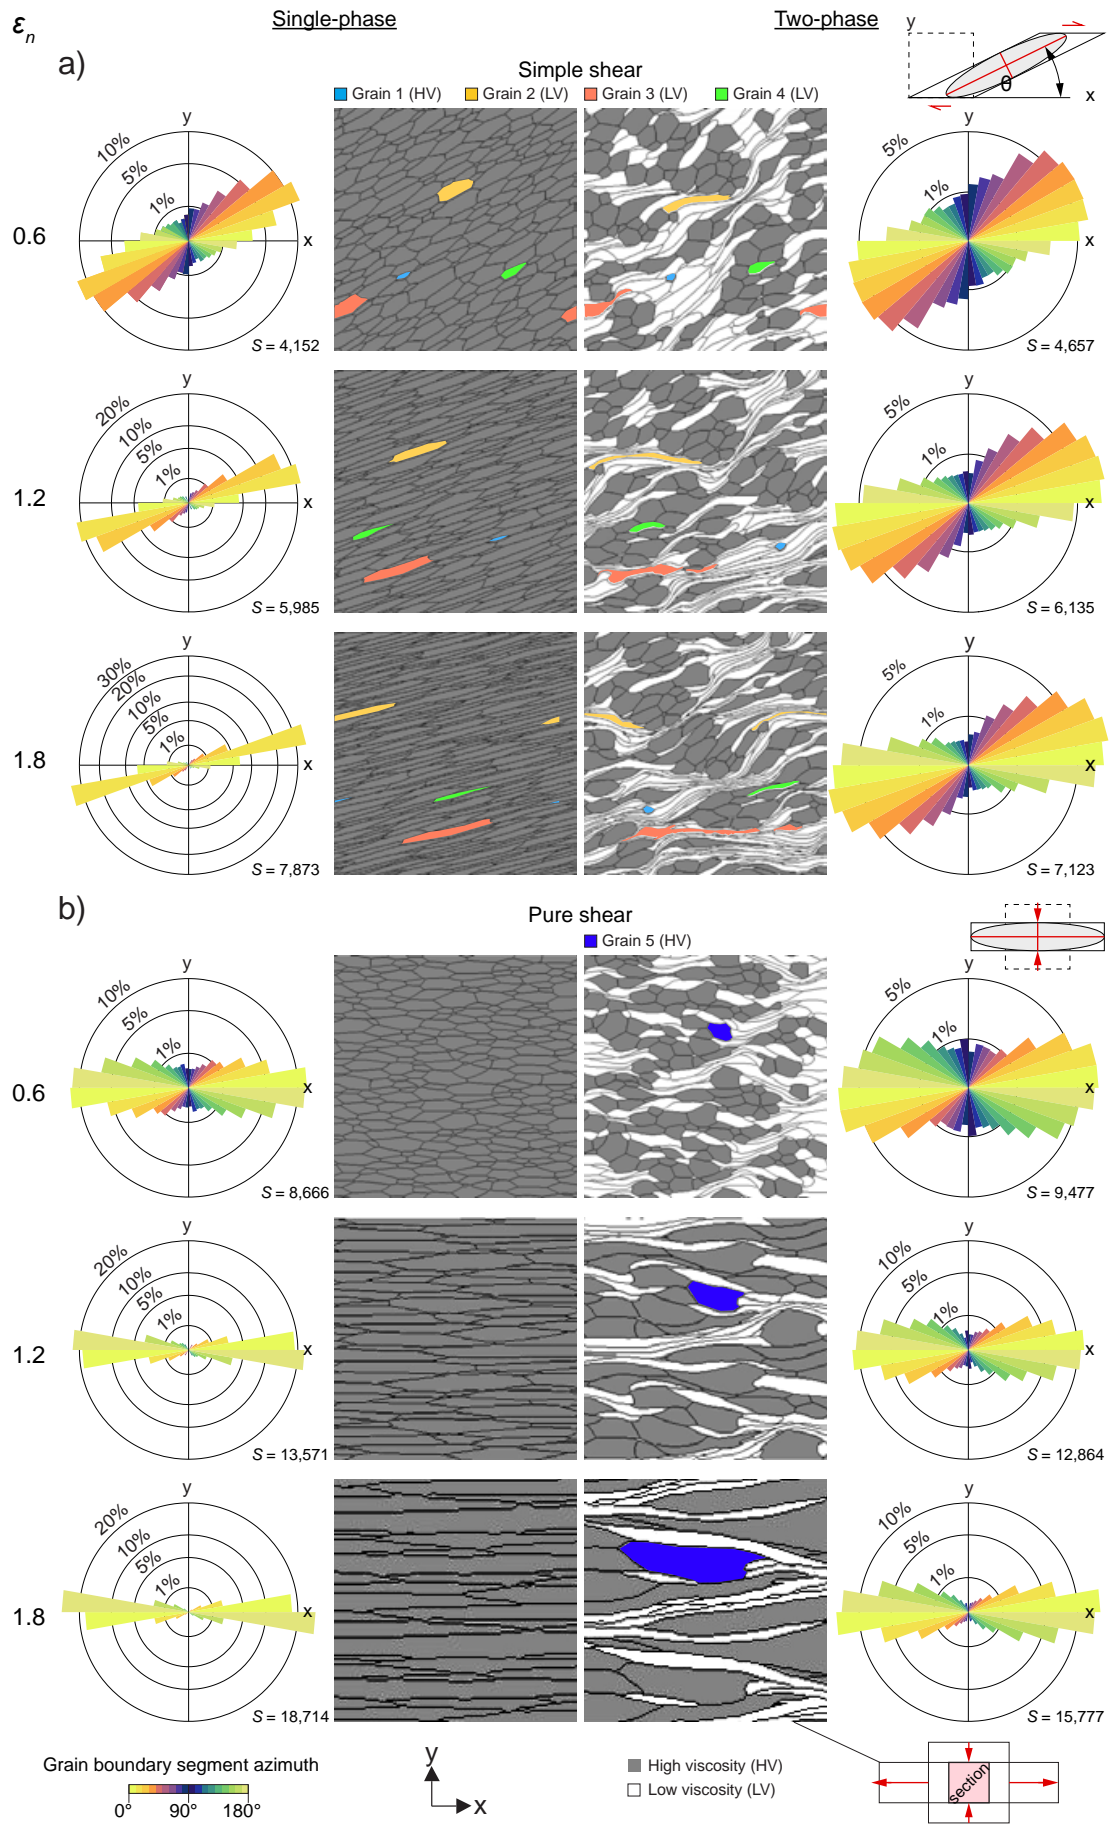 εn
Single-phase
Two-phase
a)
Simple shear
Grain 1 (HV)
Grain 2 (LV)
Grain 3 (LV)
Grain 4 (LV)
y
θ
x
0.6
y
10%
5%
1%
x
S = 4,152
y
5%
1%
x
S = 4,657
1.2
y
20%
10%
5%
1%
x
S = 5,985
y
5%
1%
x
S = 6,135
1.8
y
30%
20%
10%
5%
1%
x
S = 7,873
y
5%
1%
x
S = 7,123
b)
Pure shear
Grain 5 (HV)
0.6
y
10%
5%
1%
x
S = 8,666
y
5%
1%
x
S = 9,477
1.2
y
20%
10%
5%
1%
x
S = 13,571
y
10%
5%
1%
x
S = 12,864
1.8
y
20%
10%
5%
1%
x
S = 18,714
y
10%
5%
1%
x
S = 15,777
Grain boundary segment azimuth
0° 90° 180°
y
x
High viscosity (HV)
Low viscosity (LV)
section